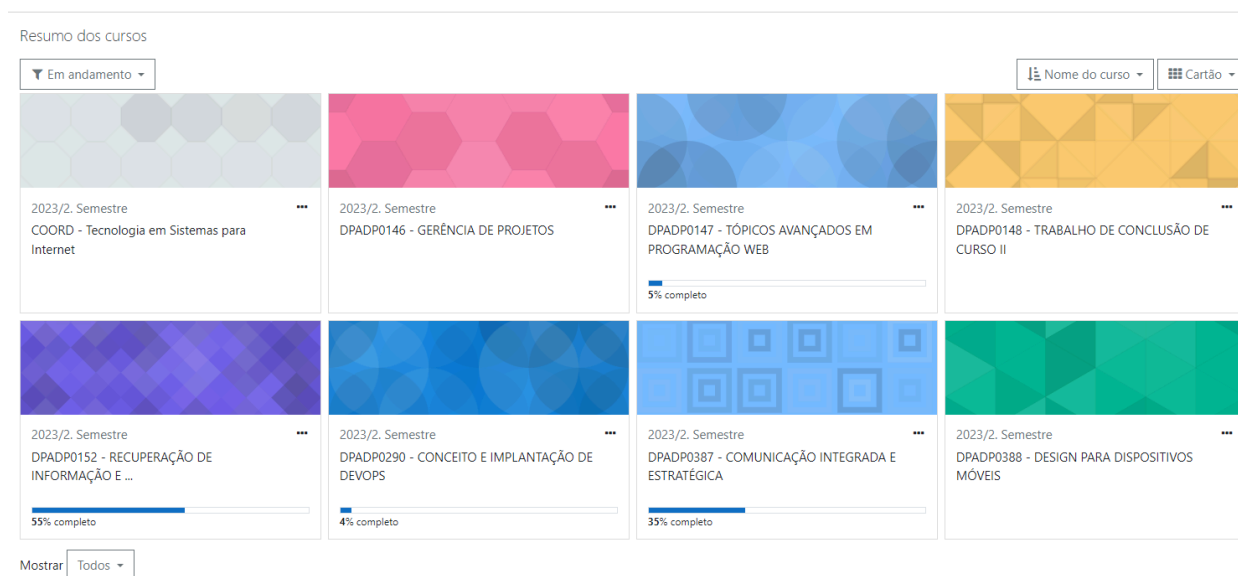 Resumo dos cursos
Em andamento
Nome do curso
Cartão
2023/2. Semestre
COORD - Tecnologia em Sistemas para
Internet
2023/2. Semestre
DPADP0146 - GERÊNCIA DE PROJETOS
2023/2. Semestre
DPADP0147 - TÓPICOS AVANÇADOS EM
PROGRAMAÇÃO WEB
5% completo
2023/2. Semestre
DPADP0148 - TRABALHO DE CONCLUSÃO DE
CURSO II
2023/2. Semestre
DPADP0152 - RECUPERAÇÃO DE
INFORMAÇÃO E ...
55% completo
2023/2. Semestre
DPADP0290 - CONCEITO E IMPLANTAÇÃO DE
DEVOPS
4% completo
2023/2. Semestre
DPADP0387 - COMUNICAÇÃO INTEGRADA E
ESTRATÉGICA
35% completo
2023/2. Semestre
DPADP0388 - DESIGN PARA DISPOSITIVOS
MÓVEIS
Mostrar Todos